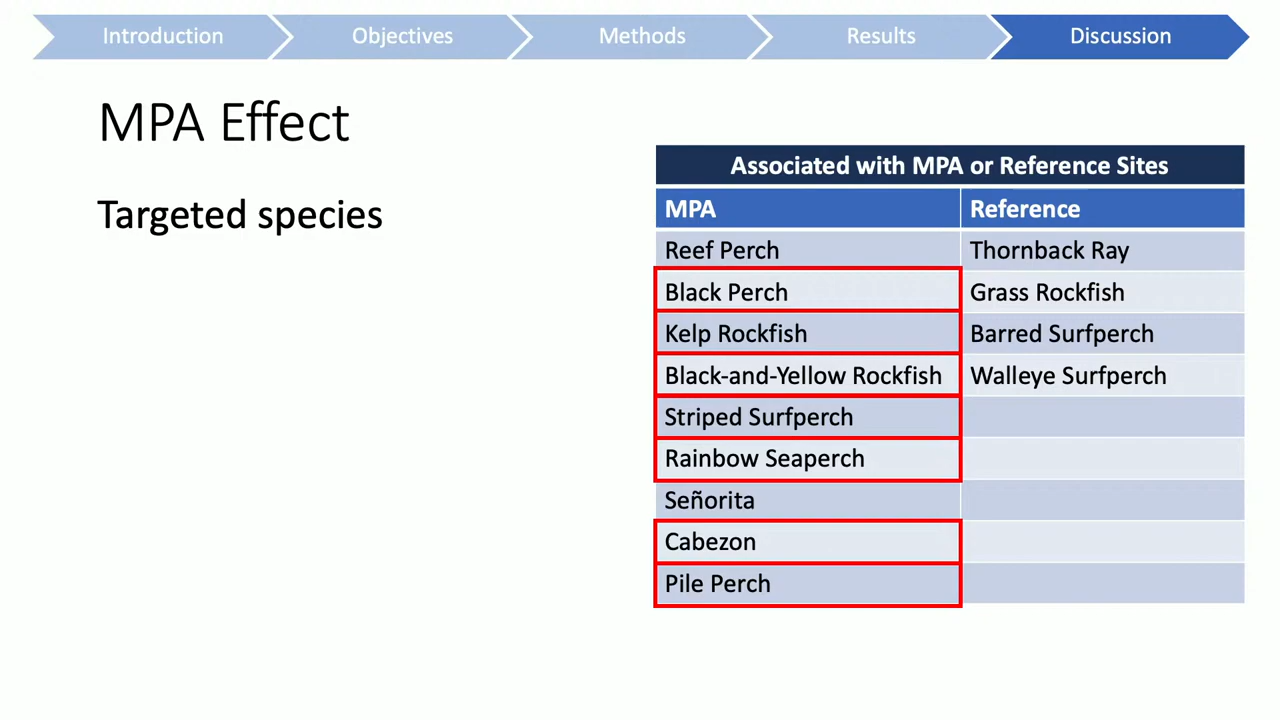 Introduction
Objectives
Methods
Results
Discussion
MPA Effect
Targeted species
Associated with MPA or Reference Sites
MPA Reference
Reef Perch Thornback Ray
Black Perch Grass Rockfish
Kelp Rockfish Barred Surfperch
Black-and-Yellow Rockfish Walleye Surfperch
Striped Surfperch
Rainbow Seaperch
Señorita
Cabezon
Pile Perch